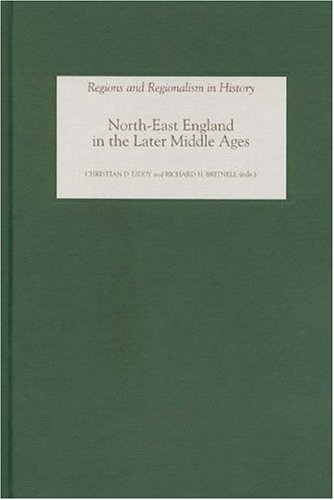 Regions and Regionalism in History
North-East England
in the Later Middle Ages
CHRISTIAN D. LIDDY and RICHARD H. BRITNELL (eds.)